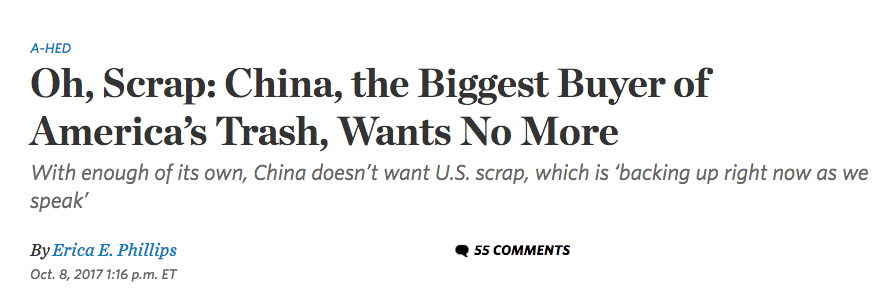 A-HED
Oh, Scrap: China, the Biggest Buyer of
America’s Trash, Wants No More
With enough of its own, China doesn’t want U.S. scrap, which is ‘backing up right now as we
speak’
By Erica E. Phillips
55 COMMENTS
Oct. 8, 2017 1:16 p.m. ET